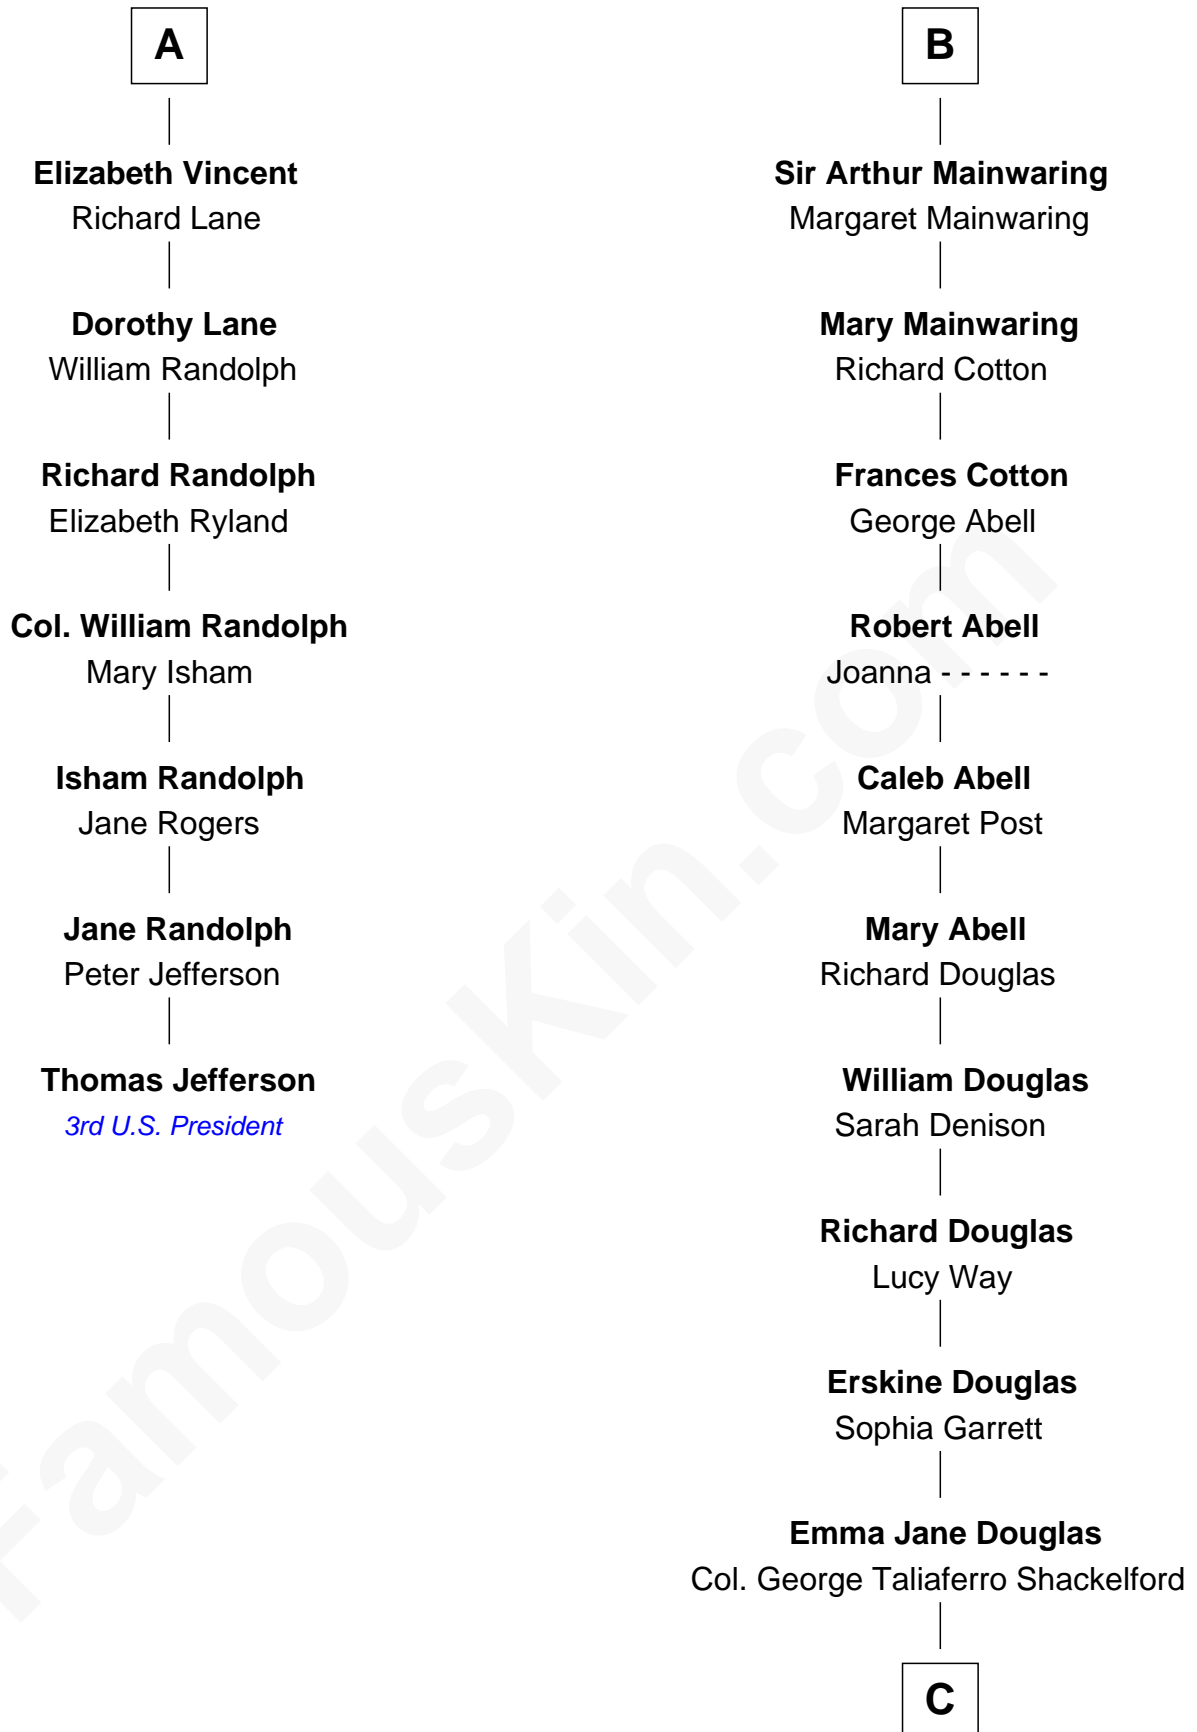 A
Elizabeth Vincent
Richard Lane
Dorothy Lane
William Randolph
Richard Randolph
Elizabeth Ryland
Col. William Randolph
Mary Isham
Isham Randolph
Jane Rogers
Jane Randolph
Peter Jefferson
Thomas Jefferson
3rd U.S. President
B
Sir Arthur Mainwaring
Margaret Mainwaring
Mary Mainwaring
Richard Cotton
Frances Cotton
George Abell
Robert Abell
Joanna - - - - - -
Caleb Abell
Margaret Post
Mary Abell
Richard Douglas
William Douglas
Sarah Denison
Richard Douglas
Lucy Way
Erskine Douglas
Sophia Garrett
Emma Jane Douglas
Col. George Taliaferro Shackelford
C
FamousKin.com